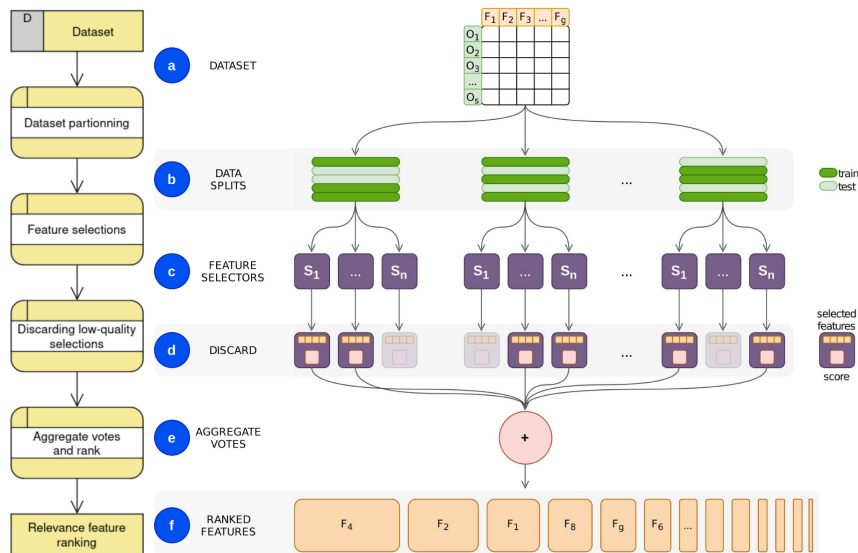 D
Dataset
Dataset partionning
Feature selections
Discarding low-quality
selections
Aggregate votes
and rank
Relevance feature
ranking
a
DATASET
F1 F2 F3 ... Fg
O1
O2
O3
...
Os
b
DATA
SPLITS
...
train
test
c
FEATURE
SELECTORS
S1 ... Sn
S1 ... Sn
...
S1 ... Sn
d
DISCARD
...
selected
features
score
e
AGGREGATE
VOTES
+
f
RANKED
FEATURES
F4 F2 F1 F8 Fg F6 ...